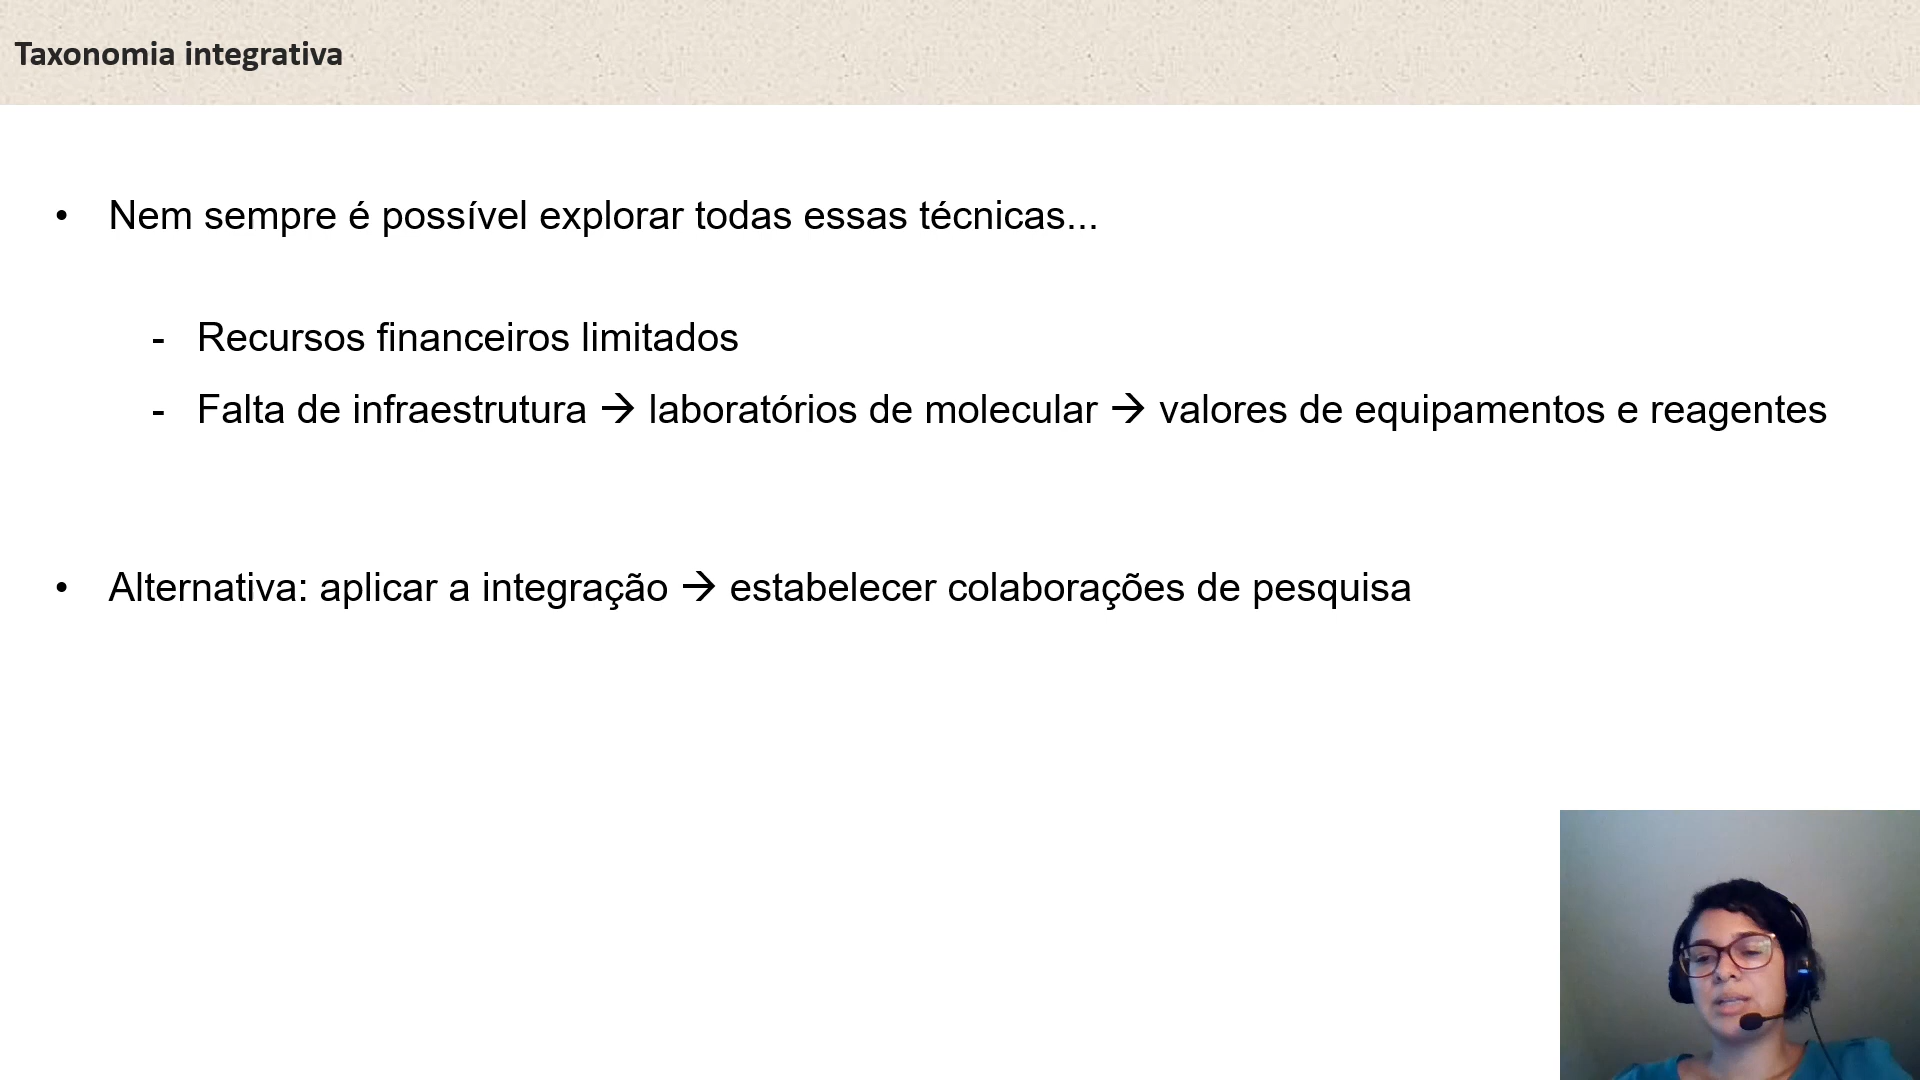 Taxonomia integrativa
• Nem sempre é possível explorar todas essas técnicas...
- Recursos financeiros limitados
- Falta de infraestrutura → laboratórios de molecular → valores de equipamentos e reagentes
• Alternativa: aplicar a integração → estabelecer colaborações de pesquisa